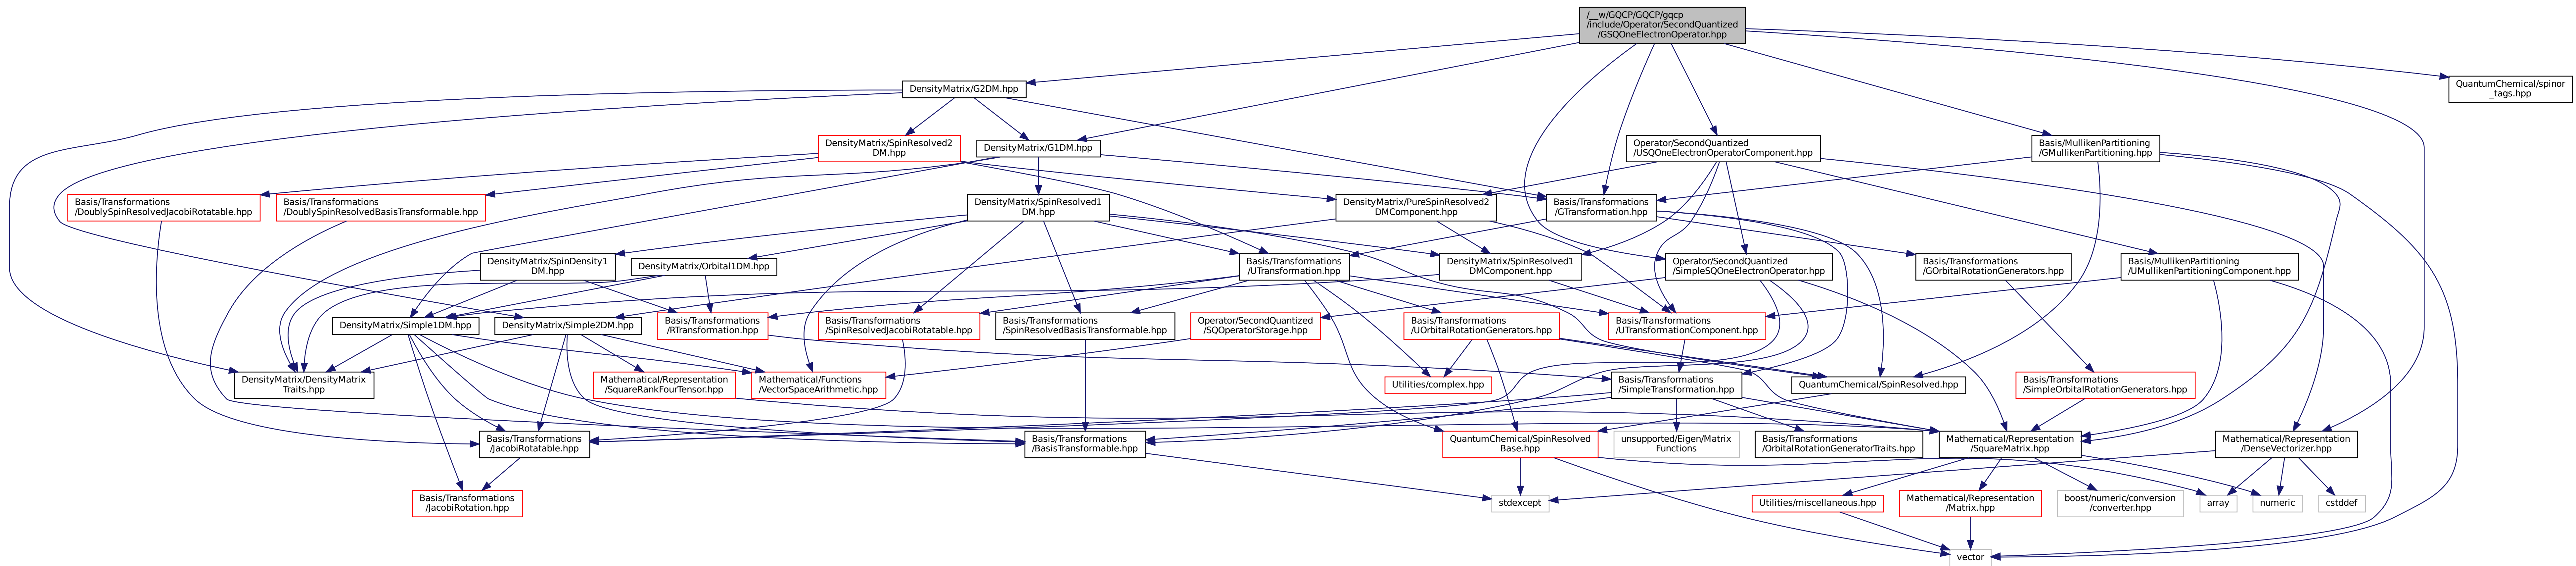 /__w/GQCP/GQCP/gqcp
/include/Operator/SecondQuantized
/GSQOneElectronOperator.hpp
DensityMatrix/G2DM.hpp
QuantumChemical/spinor
_tags.hpp
DensityMatrix/SpinResolved2
DM.hpp
DensityMatrix/G1DM.hpp
Operator/SecondQuantized
/USQOneElectronOperatorComponent.hpp
Basis/MullikenPartitioning
/GMullikenPartitioning.hpp
Basis/Transformations
/DoublySpinResolvedJacobiRotatable.hpp
Basis/Transformations
/DoublySpinResolvedBasisTransformable.hpp
DensityMatrix/SpinResolved1
DM.hpp
DensityMatrix/PureSpinResolved2
DMComponent.hpp
Basis/Transformations
/GTransformation.hpp
DensityMatrix/SpinDensity1
DM.hpp
DensityMatrix/Orbital1DM.hpp
Basis/Transformations
/UTransformation.hpp
DensityMatrix/SpinResolved1
DMComponent.hpp
Operator/SecondQuantized
/SimpleSQOneElectronOperator.hpp
Basis/Transformations
/GOrbitalRotationGenerators.hpp
Basis/MullikenPartitioning
/UMullikenPartitioningComponent.hpp
DensityMatrix/Simple1DM.hpp
DensityMatrix/Simple2DM.hpp
Basis/Transformations
/RTransformation.hpp
Basis/Transformations
/SpinResolvedJacobiRotatable.hpp
Basis/Transformations
/SpinResolvedBasisTransformable.hpp
Operator/SecondQuantized
/SQOperatorStorage.hpp
Basis/Transformations
/UOrbitalRotationGenerators.hpp
Basis/Transformations
/UTransformationComponent.hpp
DensityMatrix/DensityMatrix
Traits.hpp
Mathematical/Representation
/SquareRankFourTensor.hpp
Mathematical/Functions
/VectorSpaceArithmetic.hpp
Utilities/complex.hpp
QuantumChemical/SpinResolved.hpp
Basis/Transformations
/SimpleTransformation.hpp
Basis/Transformations
/SimpleOrbitalRotationGenerators.hpp
Basis/Transformations
/JacobiRotatable.hpp
Basis/Transformations
/BasisTransformable.hpp
QuantumChemical/SpinResolved
Base.hpp
unsupported/Eigen/Matrix
Functions
Basis/Transformations
/OrbitalRotationGeneratorTraits.hpp
Mathematical/Representation
/SquareMatrix.hpp
Mathematical/Representation
/DenseVectorizer.hpp
Basis/Transformations
/JacobiRotation.hpp
stdexcept
Utilities/miscellaneous.hpp
Mathematical/Representation
/Matrix.hpp
boost/numeric/conversion
/converter.hpp
array
numeric
cstddef
vector